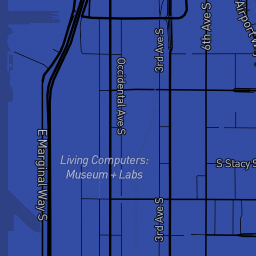 Occidental Ave S
3rd Ave S
6th Ave S
Airport W
E Marginal Way S
Living Computers:
Museum + Labs
S Stacy S
3rd Ave S